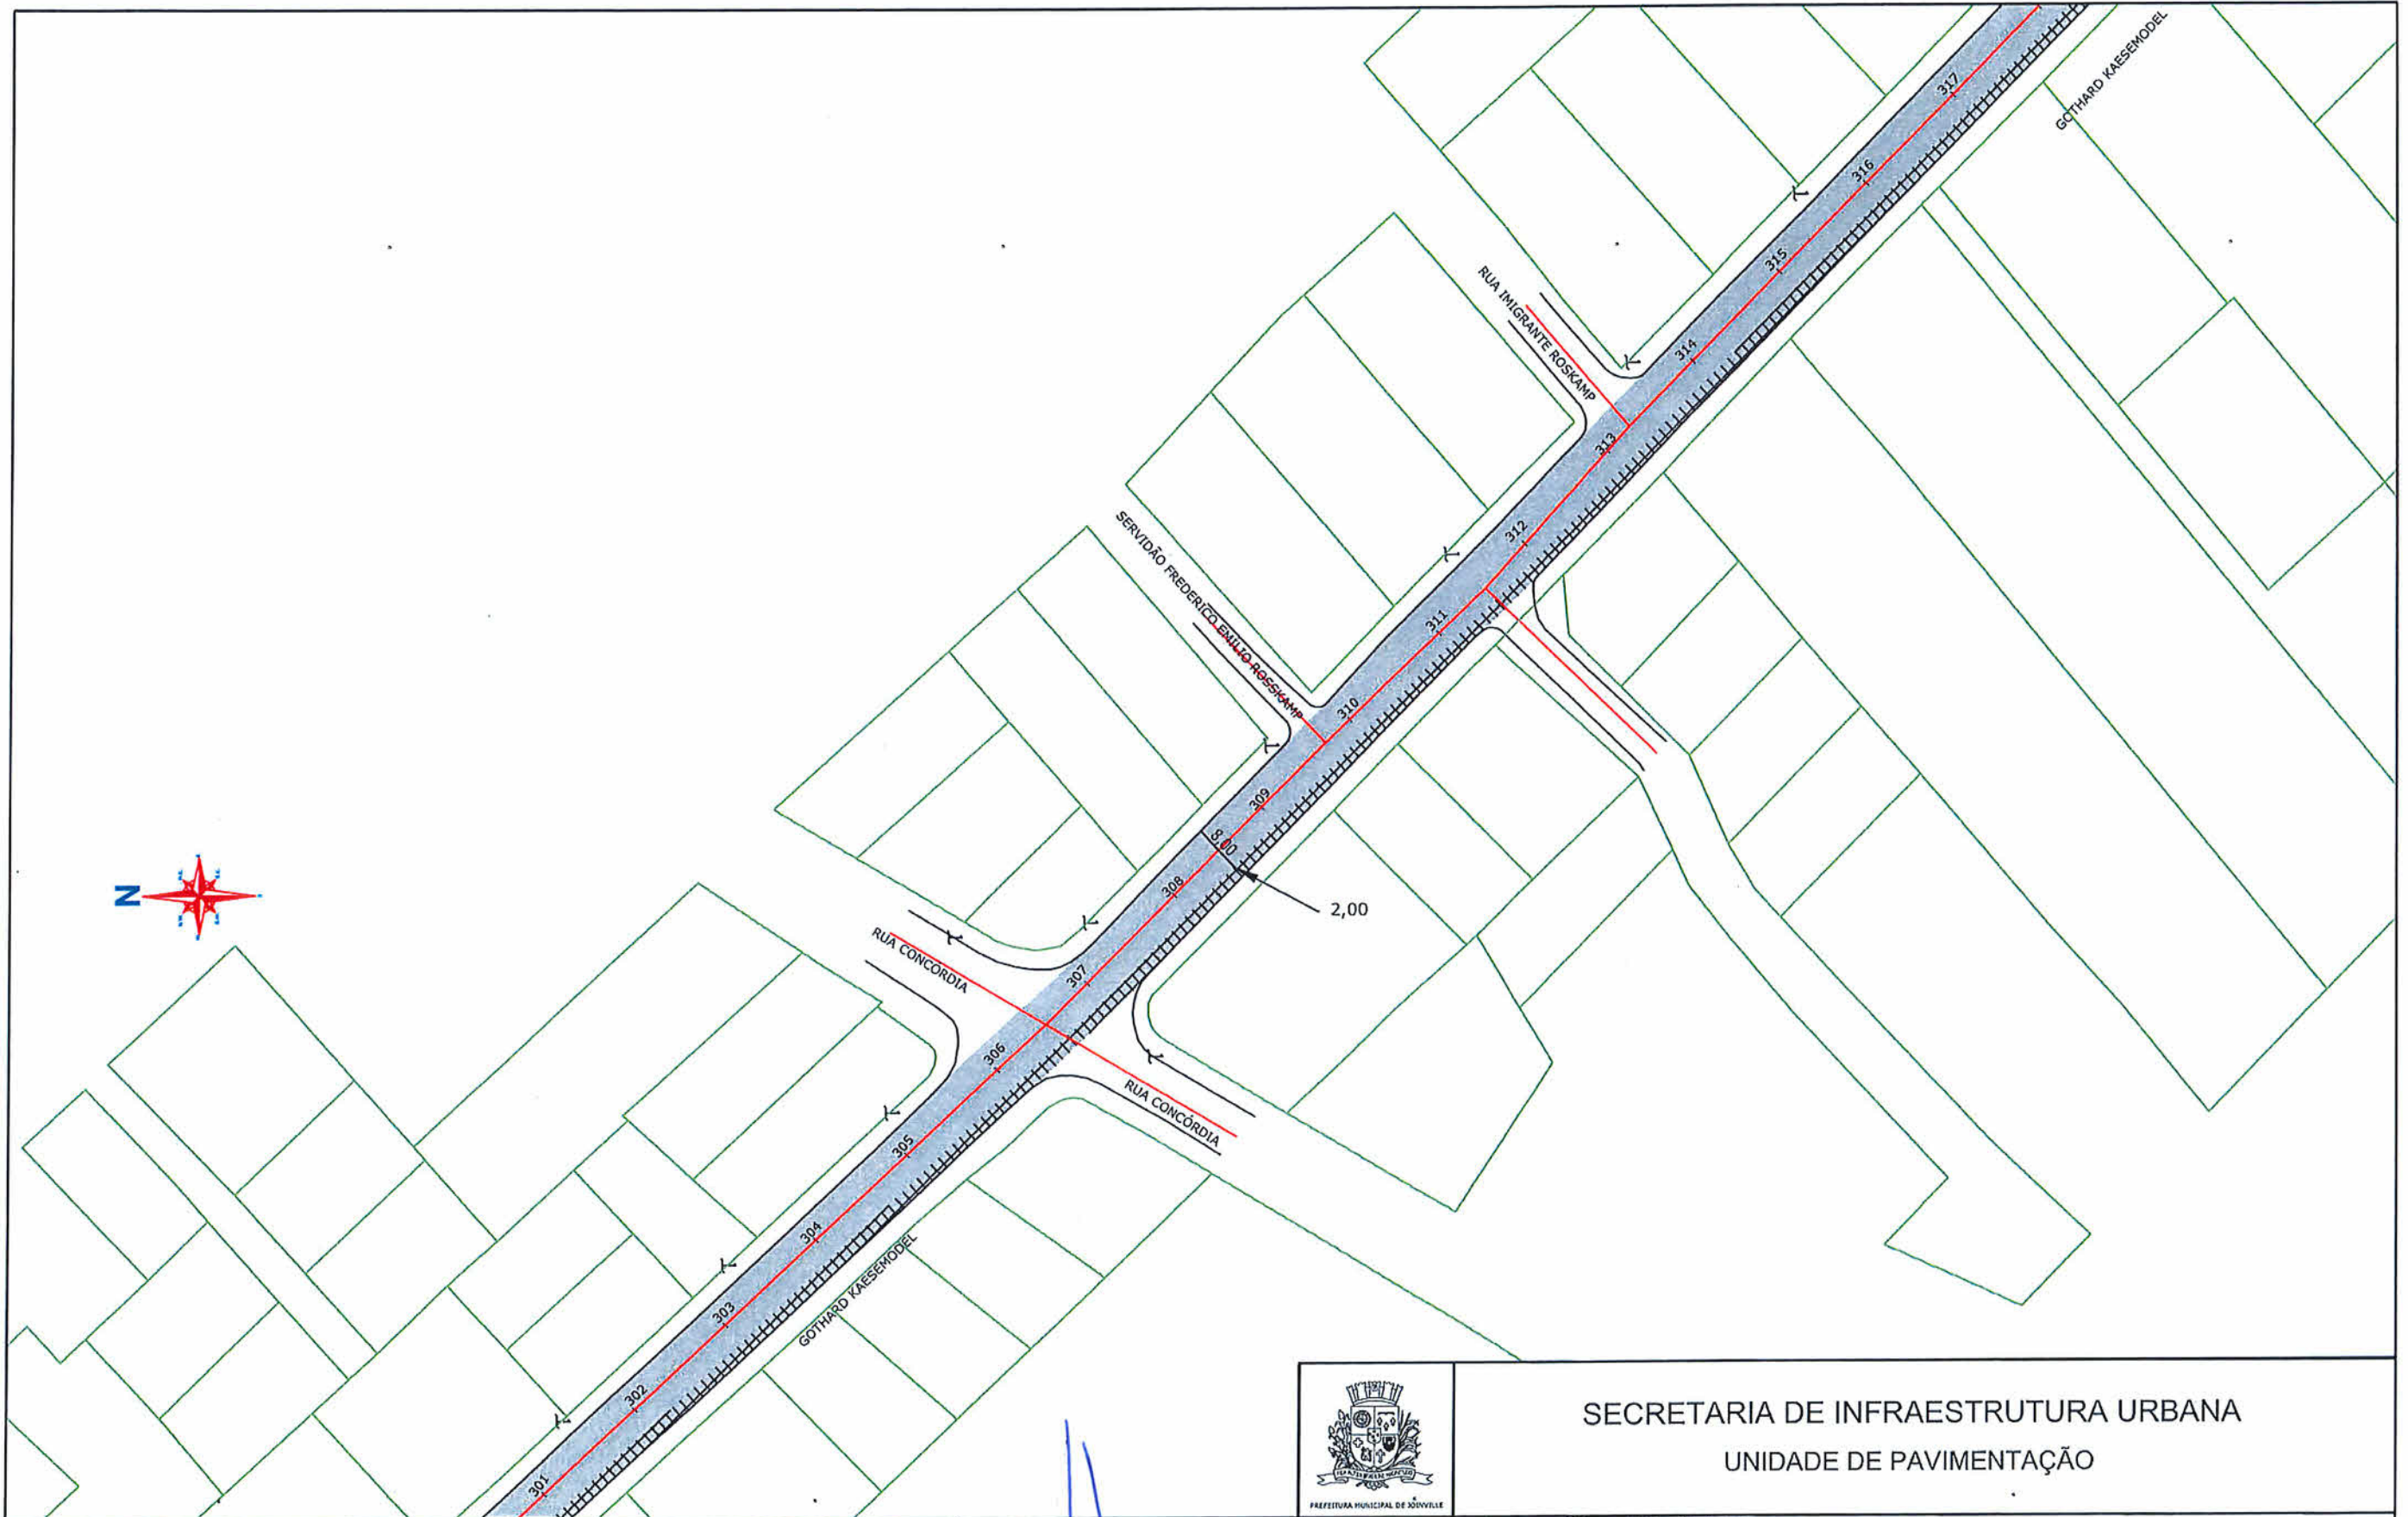 GOTHARD KAESEMODEL
317
316
315
RUA IMIGRANTE ROSKAMP
314
313
SERVIDÃO FREDERICO EMILIO ROSSKAMP
312
311
310
309
8,00
308
2,00
N
RUA CONCÓRDIA
307
306
RUA CONCÓRDIA
305
304
GOTHARD KAESEMODEL
303
302
301
SECRETARIA DE INFRAESTRUTURA URBANA
UNIDADE DE PAVIMENTAÇÃO
PREFEITURA MUNICIPAL DE JOINVILLE